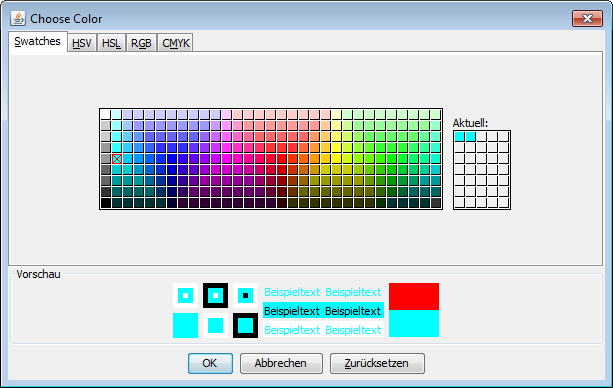 Choose Color
Swatches HSV HSL RGB CMYK
Aktuell:
Vorschau
Beispieltext Beispieltext
Beispieltext Beispieltext
Beispieltext Beispieltext
OK Abbrechen Zurücksetzen